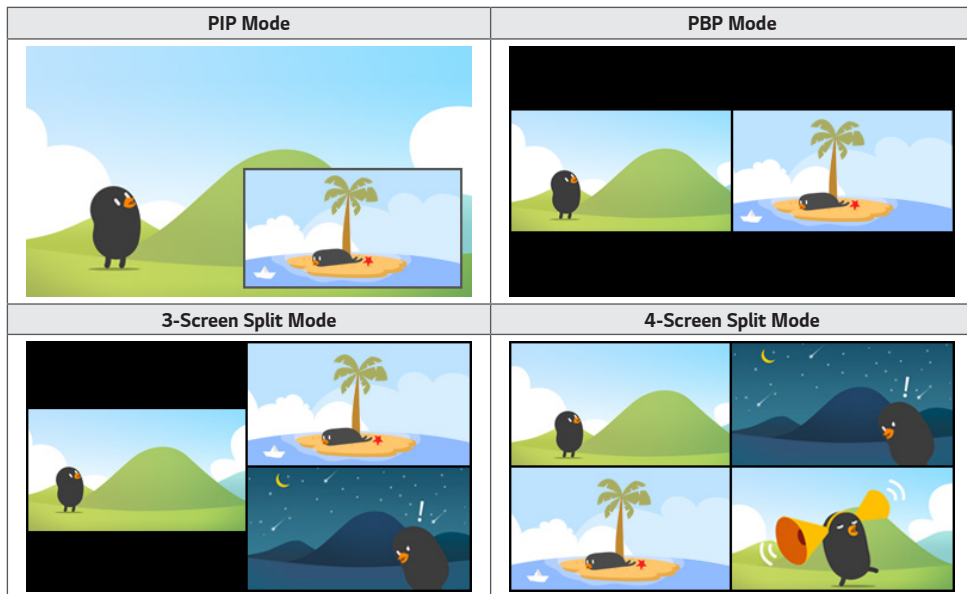 PIP Mode
PBP Mode
3-Screen Split Mode
4-Screen Split Mode
!
!